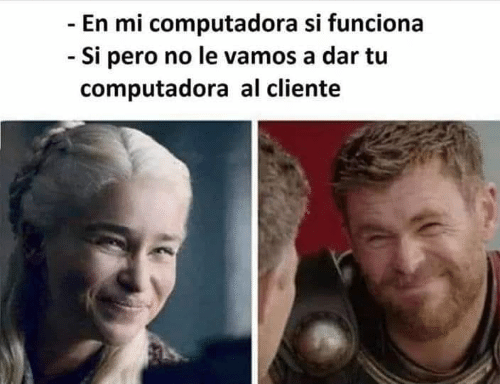 - En mi computadora si funciona
- Si pero no le vamos a dar tu
computadora al cliente